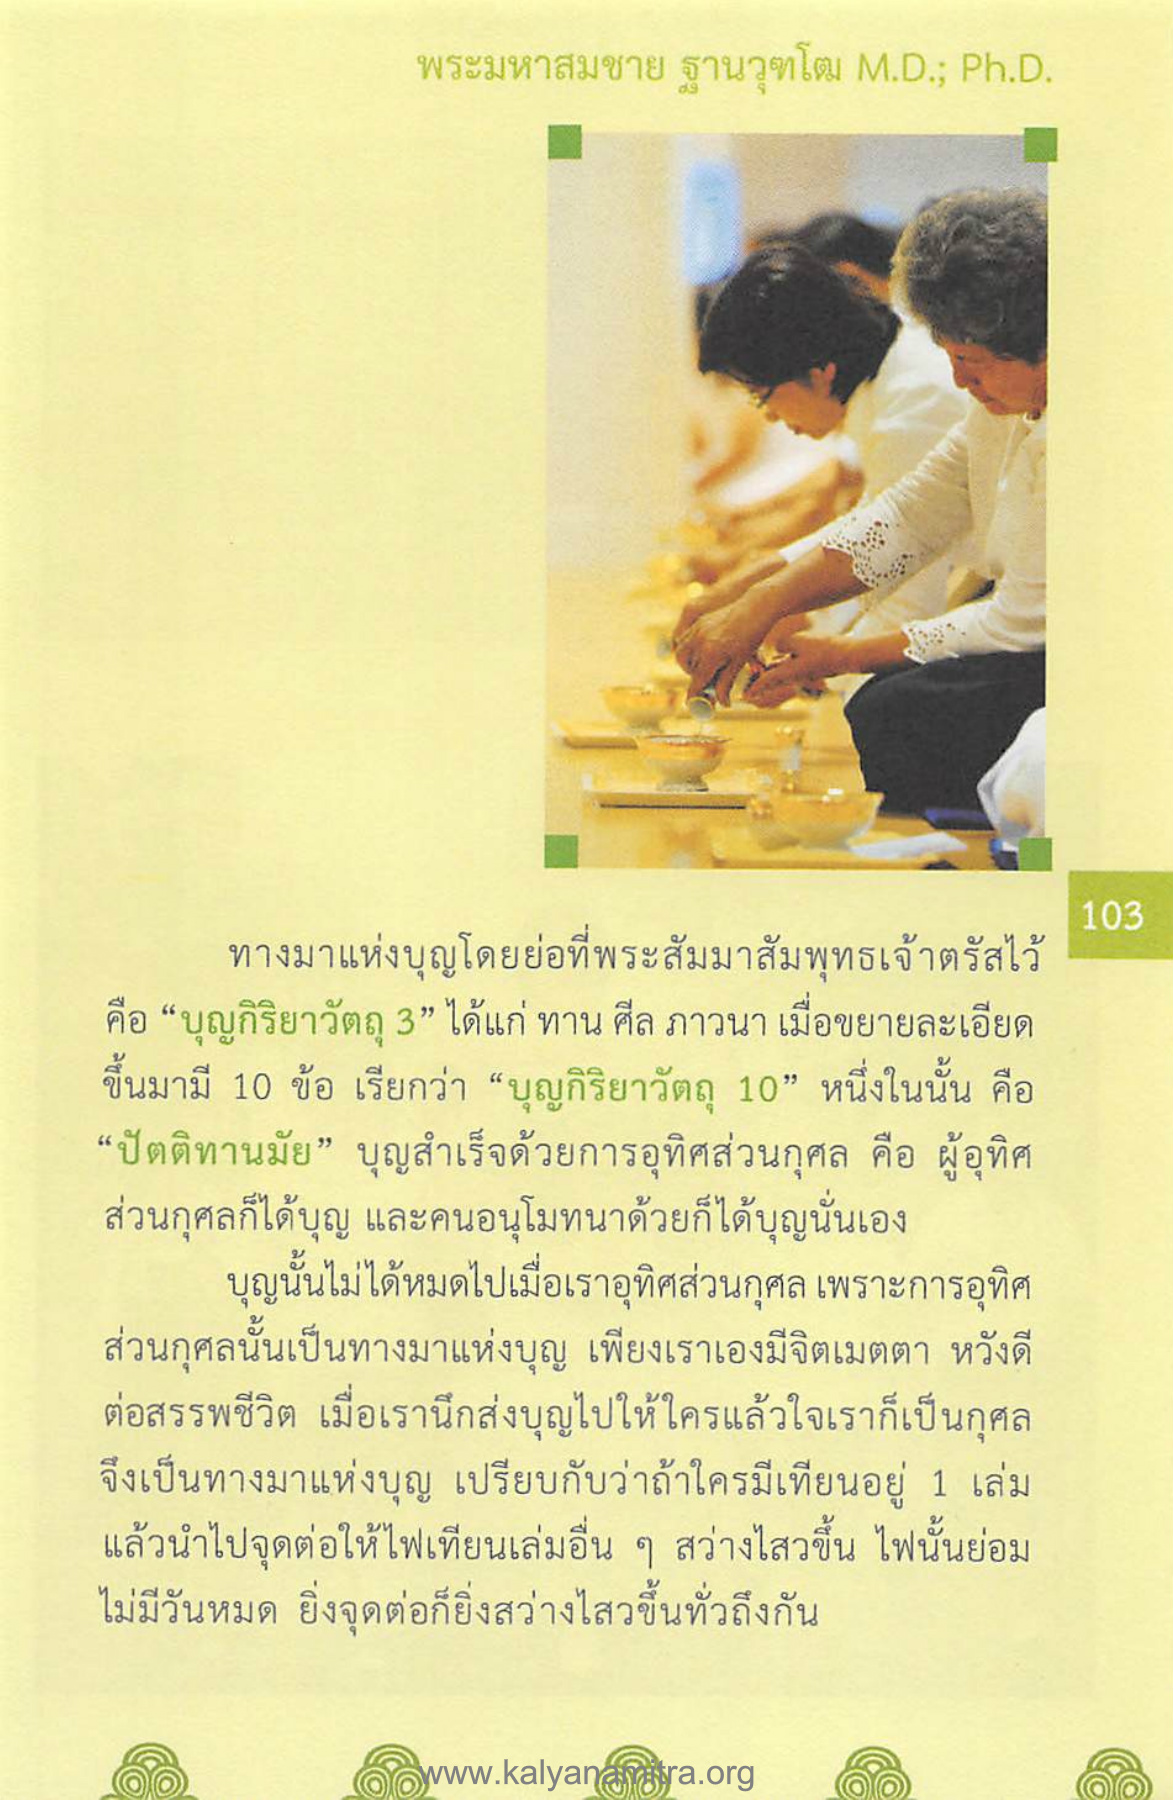 พระมหาสมชาย ฐานวุฑโฒ M.D.; Ph.D.
103
ทางมาแห่งบุญโดยย่อที่พระสัมมาสัมพุทธเจ้าตรัสไว้
คือ “บุญกิริยาวัตถุ 3” ได้แก่ ทาน ศีล ภาวนา เมื่อขยายละเอียด
ขึ้นมามี 10 ข้อ เรียกว่า “บุญกิริยาวัตถุ 10” หนึ่งในนั้น คือ
“ปัตติทานมัย” บุญสำเร็จด้วยการอุทิศส่วนกุศล คือ ผู้อุทิศ
ส่วนกุศลก็ได้บุญ และคนอนุโมทนาด้วยก็ได้บุญนั่นเอง
บุญนั้นไม่ได้หมดไปเมื่อเราอุทิศส่วนกุศล เพราะการอุทิศ
ส่วนกุศลนั้นเป็นทางมาแห่งบุญ เพียงเราเองมีจิตเมตตา หวังดี
ต่อสรรพชีวิต เมื่อเรานึกส่งบุญไปให้ใครแล้วใจเราก็เป็นกุศล
จึงเป็นทางมาแห่งบุญ เปรียบกับว่าถ้าใครมีเทียนอยู่ 1 เล่ม
แล้วนำไปจุดต่อให้ไฟเทียนเล่มอื่น ๆ สว่างไสวขึ้น ไฟนั้นย่อม
ไม่มีวันหมด ยิ่งจุดต่อก็ยิ่งสว่างไสวขึ้นทั่วถึงกัน
www.kalyanamitra.org